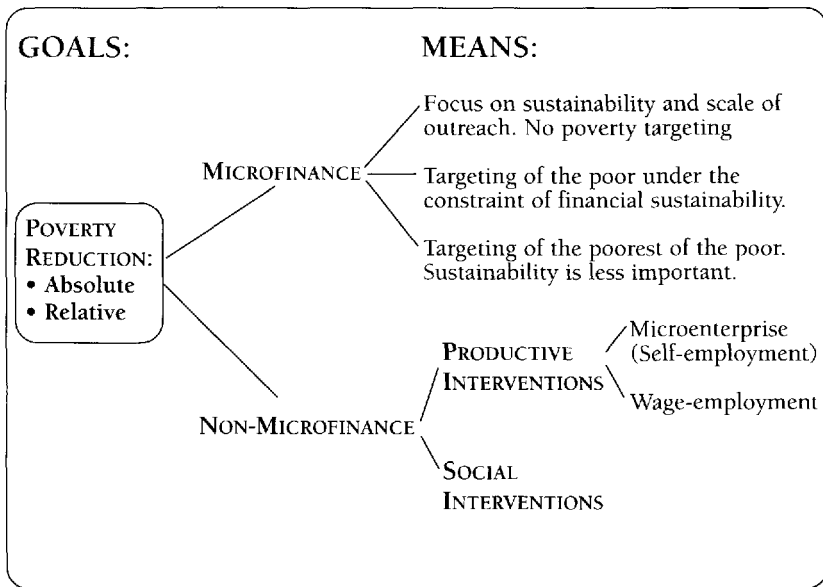 GOALS:
MEANS:
Focus on sustainability and scale of
outreach. No poverty targeting
MICROFINANCE
Targeting of the poor under the
constraint of financial sustainability.
Targeting of the poorest of the poor.
Sustainability is less important.
POVERTY
REDUCTION:
• Absolute
• Relative
NON-MICROFINANCE
PRODUCTIVE
INTERVENTIONS
Microenterprise
(Self-employment)
Wage-employment
SOCIAL
INTERVENTIONS